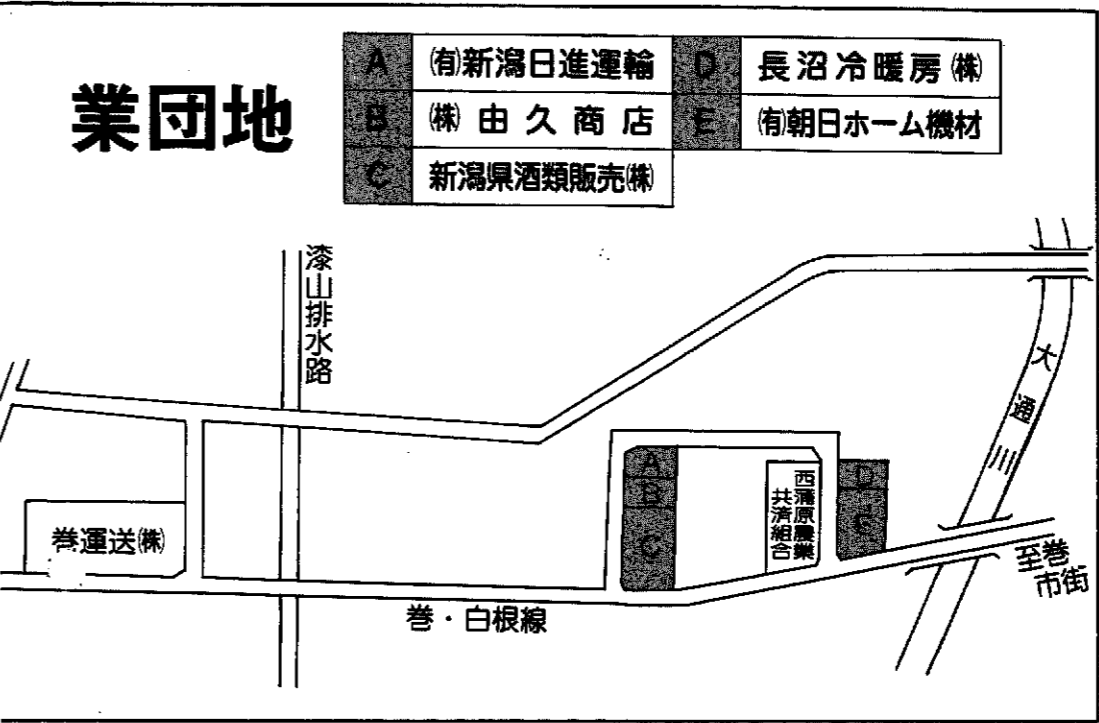 業団地
A ㈲新潟日進運輸
B ㈱由久商店
C 新潟県酒類販売㈱
D 長沼冷暖房㈱
E ㈲朝日ホーム機材
漆山排水路
大通川
A
B
C
西蒲原農業
共済組合
D
巻運送㈱
巻・白根線
至巻
市街